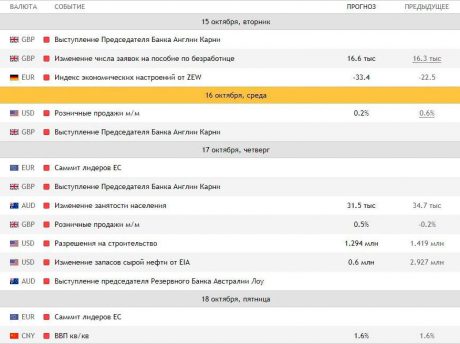 ВАЛЮТА СОБЫТИЕ ПРОГНОЗ ПРЕДЫДУЩЕЕ
15 октября, вторник
GBP Выступление Председателя Банка Англии Карни
GBP Изменение числа заявок на пособие по безработице 16.6 тыс 16.3 тыс
EUR Индекс экономических настроений от ZEW -33.4 -22.5
16 октября, среда
USD Розничные продажи м/м 0.2% 0.6%
GBP Выступление Председателя Банка Англии Карни
17 октября, четверг
EUR Саммит лидеров ЕС
GBP Выступление Председателя Банка Англии Карни
AUD Изменение занятости населения 31.5 тыс 34.7 тыс
GBP Розничные продажи м/м 0.5% -0.2%
USD Разрешения на строительство 1.294 млн 1.419 млн
USD Изменение запасов сырой нефти от EIA 0.6 млн 2.927 млн
AUD Выступление председателя Резервного Банка Австралии Лоу
18 октября, пятница
EUR Саммит лидеров ЕС
CNY ВВП кв/кв 1.6% 1.6%